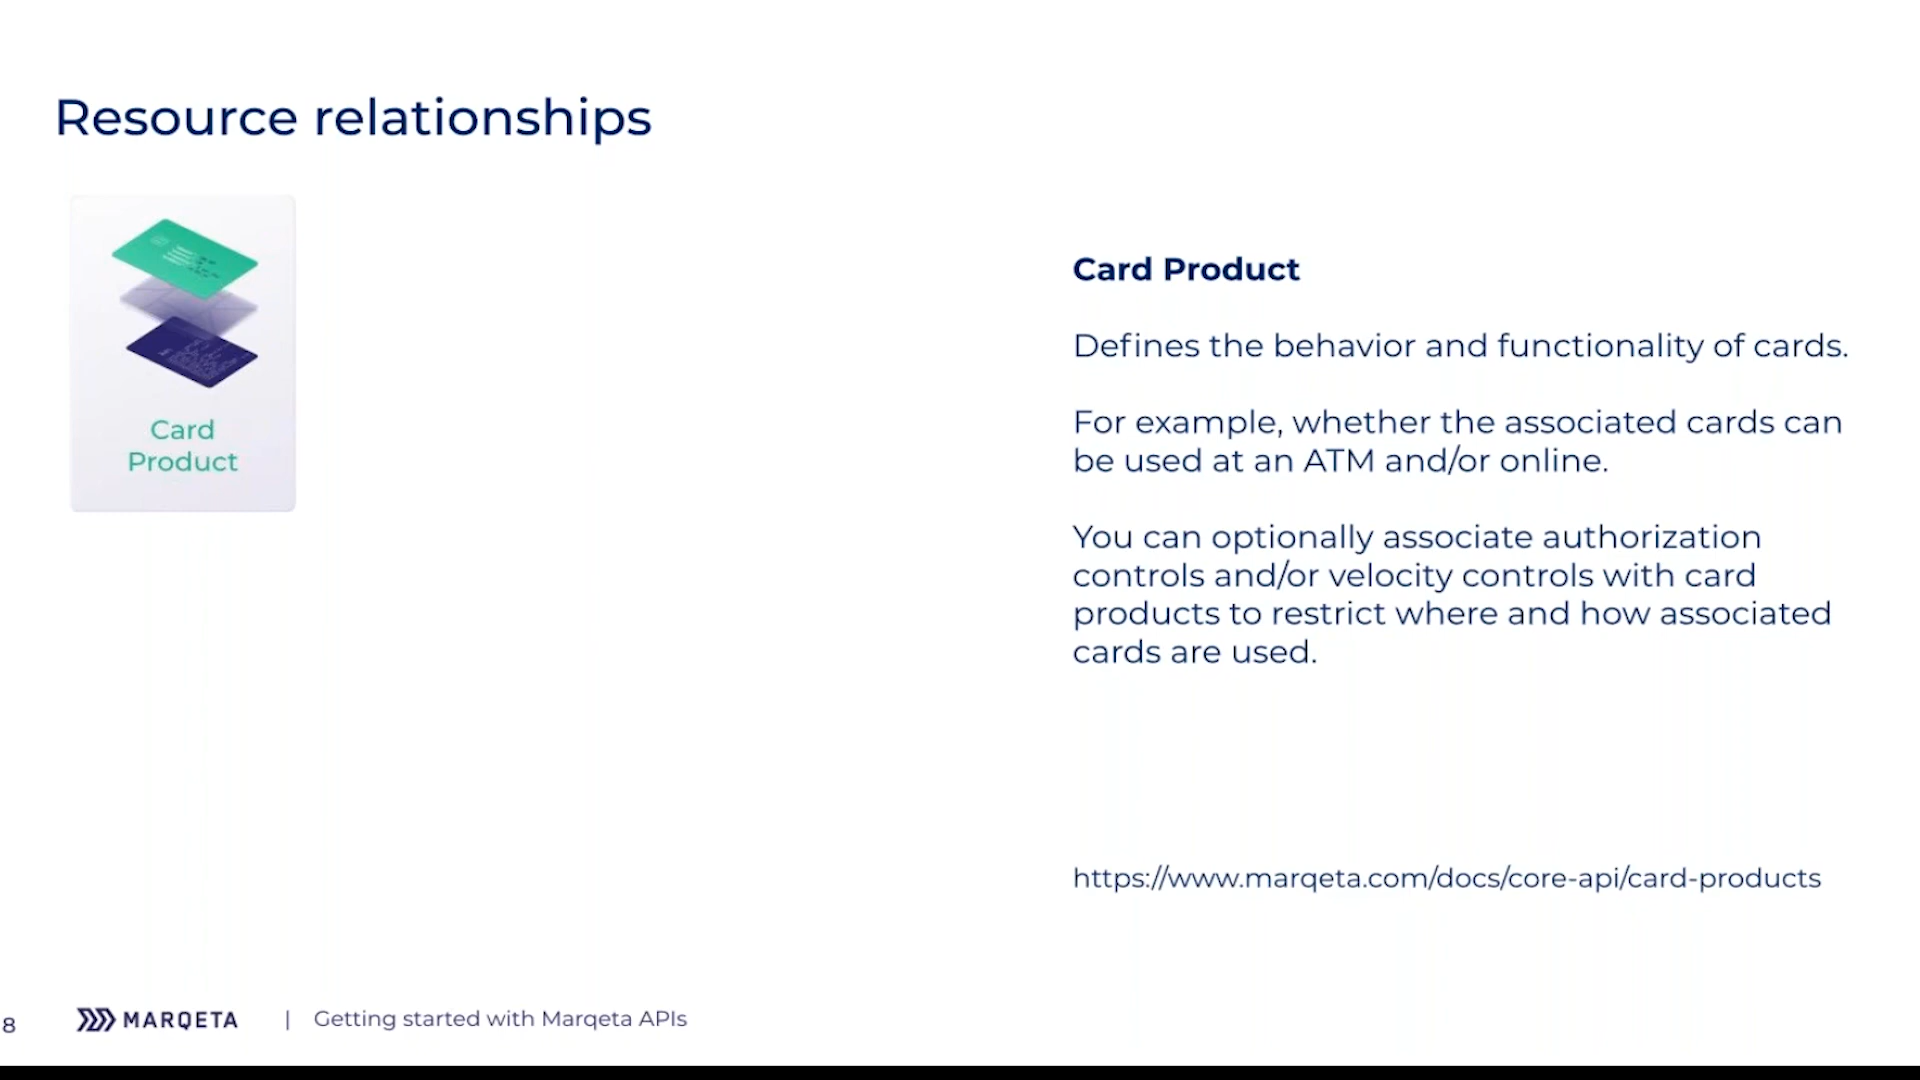 Resource relationships
Card
Product
Card Product
Defines the behavior and functionality of cards.
For example, whether the associated cards can
be used at an ATM and/or online.
You can optionally associate authorization
controls and/or velocity controls with card
products to restrict where and how associated
cards are used.
https://www.marqeta.com/docs/core-api/card-products
8
MARQETA | Getting started with Marqeta APIs